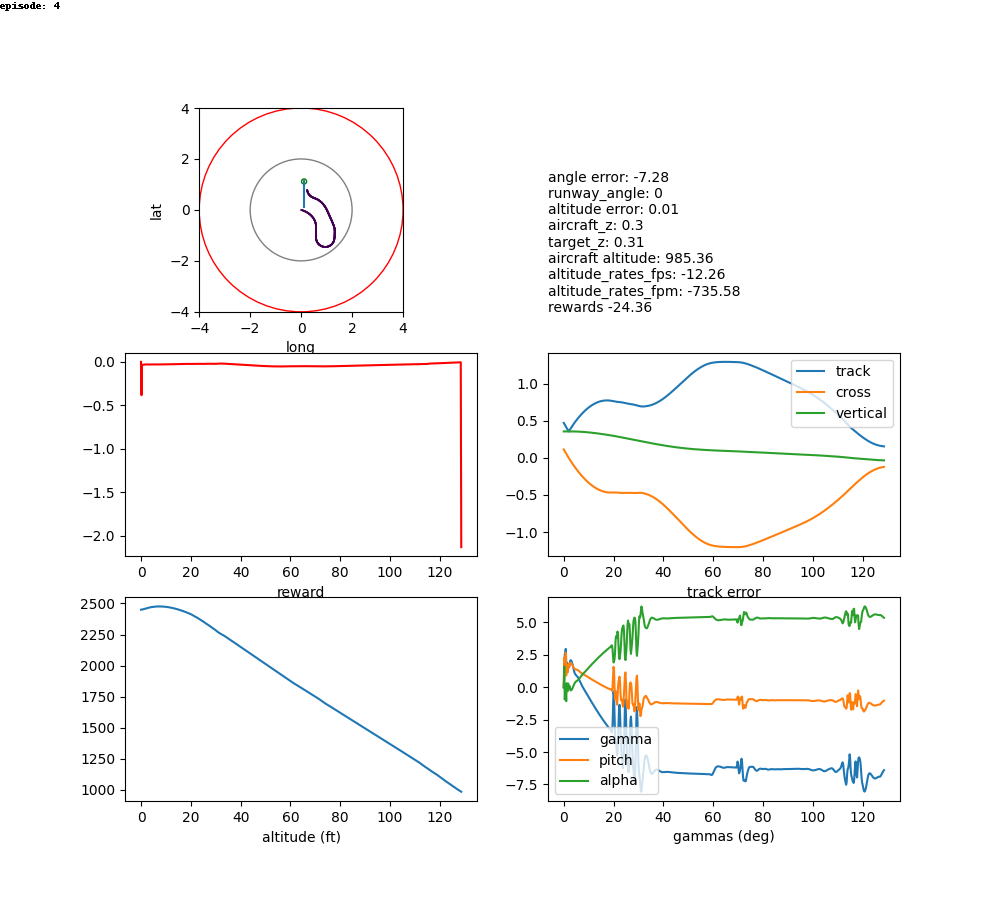 episode: 4
4
2
0
−2
−4
lat
−4 −2 0 2 4
long
angle error: -7.28
runway_angle: 0
altitude error: 0.01
aircraft_z: 0.3
target_z: 0.31
aircraft altitude: 985.36
altitude_rates_fps: -12.26
altitude_rates_fpm: -735.58
rewards -24.36
0.0
−0.5
−1.0
−1.5
−2.0
0 20 40 60 80 100 120
reward
1.0
0.5
0.0
−0.5
−1.0
track
cross
vertical
0 20 40 60 80 100 120
track error
2500
2250
2000
1750
1500
1250
1000
0 20 40 60 80 100 120
altitude (ft)
5.0
2.5
0.0
−2.5
−5.0
−7.5
gamma
pitch
alpha
0 20 40 60 80 100 120
gammas (deg)